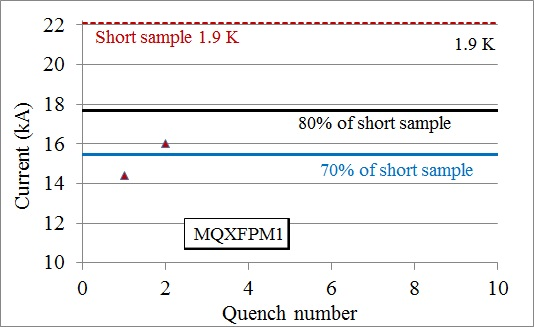 22
20
18
16
14
12
10
Current (kA)
Short sample 1.9 K
1.9 K
80% of short sample
70% of short sample
MQXFPM1
0 2 4 6 8 10
Quench number